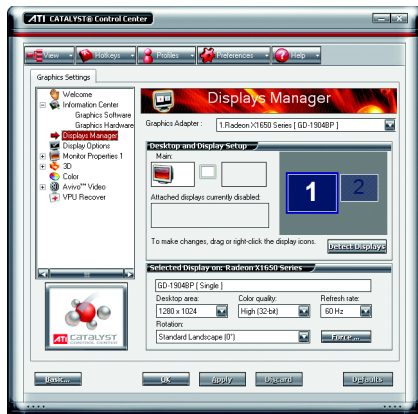 ATI CATALYST® Control Center
View
Hotkeys
Profiles
Preferences
Help
Graphics Settings
Welcome
Information Center
Graphics Software
Graphics Hardware
Displays Manager
Display Options
Monitor Properties 1
3D
Color
Avivo™ Video
VPU Recover
ATI CATALYST
CONTROL CENTER
Displays Manager
Graphics Adapter :
1.Radeon X1650 Series [ GD-1904BP ]
Desktop and Display Setup
Main:
Attached displays currently disabled:
1
2
To make changes, drag or right-click the display icons.
Detect Displays
Selected Display on: Radeon X1650 Series
GD-1904BP ( Single )
Desktop area:
Color quality:
Refresh rate:
1280 x 1024
High (32-bit)
60 Hz
Rotation:
Standard Landscape (0°)
Force ...
Basic...
OK
Apply
Discard
Defaults